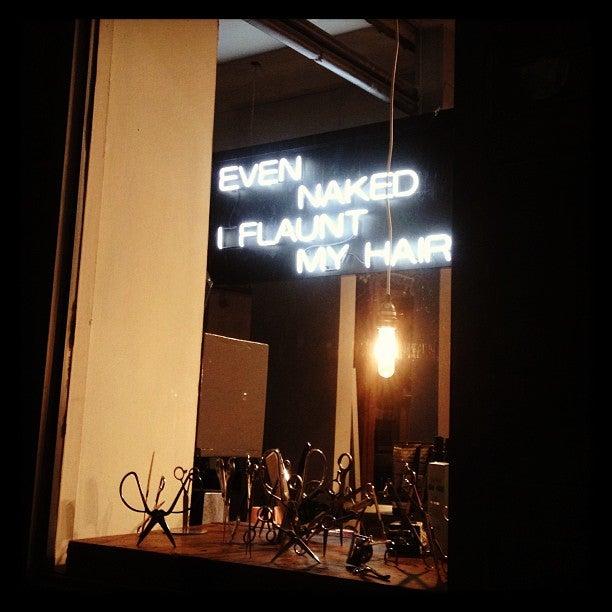 EVEN
NAKED
I FLAUNT
MY HAIR